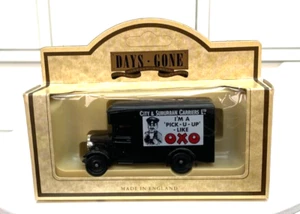 DAYS-GONE
CITY & SUBURBAN CARRIERS LTD
I'M A
"PICK-U-UP"
-LIKE
OXO
MADE IN ENGLAND